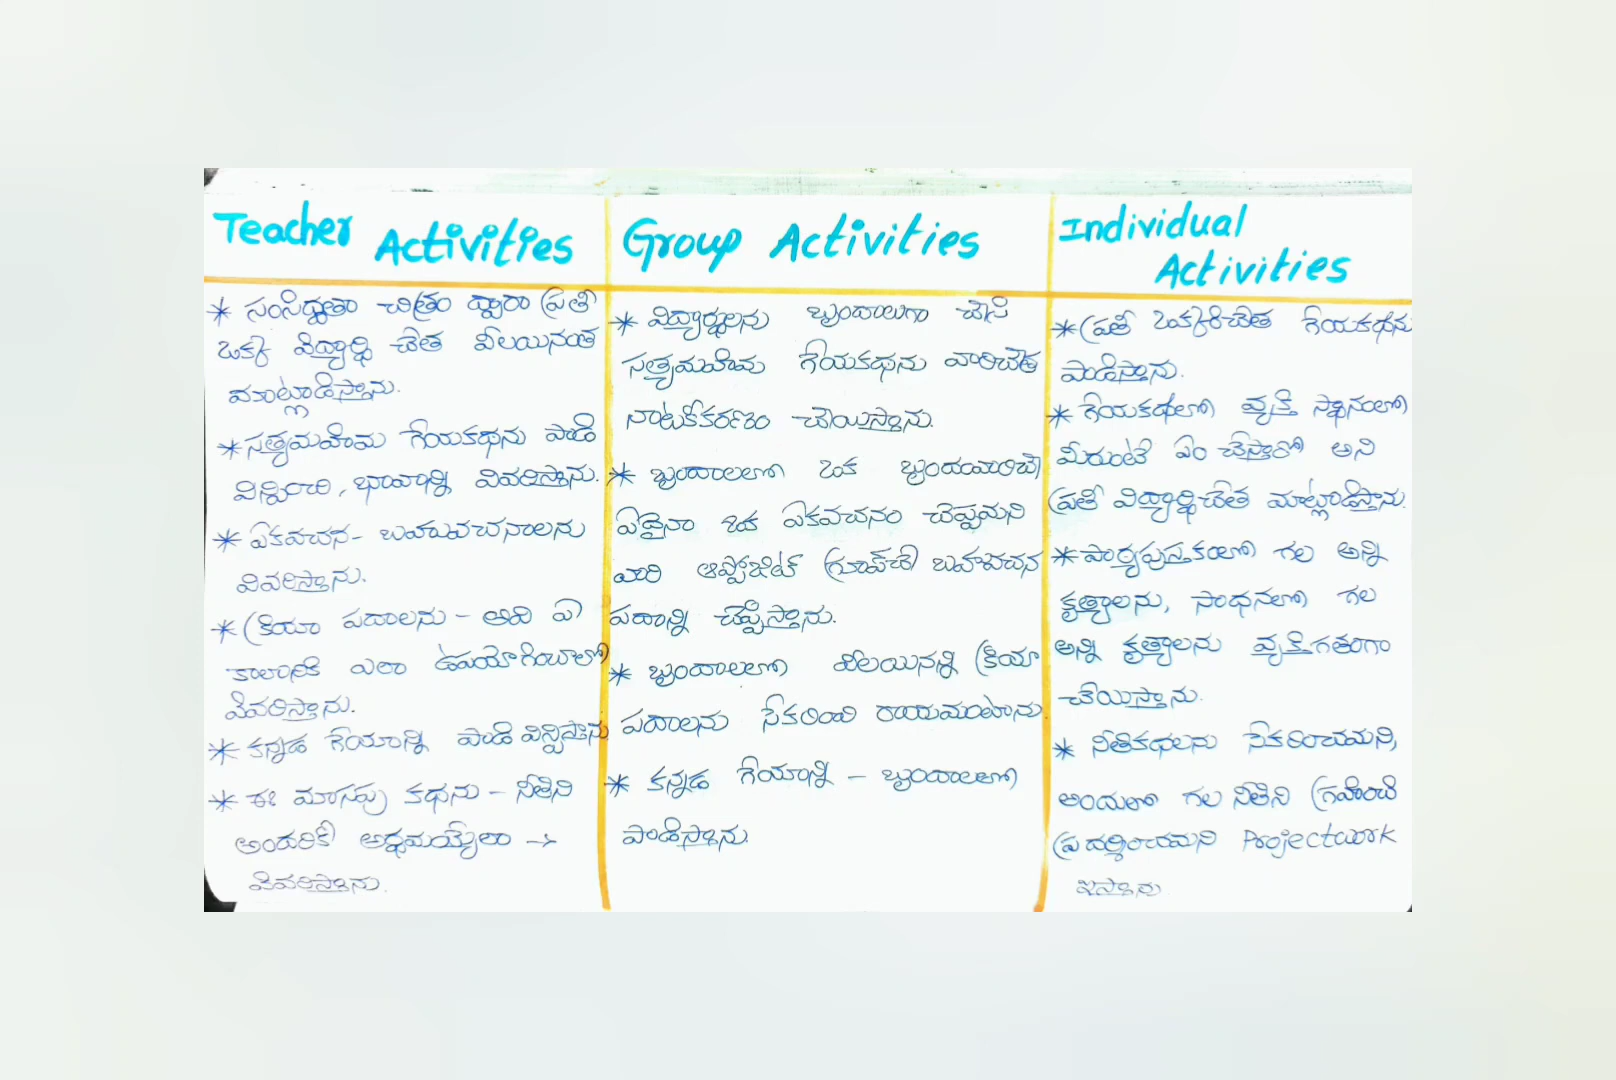 Teacher Activities
* సంసిద్ధతా చిత్రం ద్వారా ప్రతీ
ఒక్క విద్యార్థి చేత వీలయినంత
మాట్లాడిస్తాను.
* సత్యమహిమ గేయకథను పాడి
విన్పించి, భావాన్ని వివరిస్తాను.
* ఏకవచన - బహువచనాలను
వివరిస్తాను.
* క్రియా పదాలను - అవి ఏ
కాలానికి ఎలా ఉపయోగించాలో
వివరిస్తాను.
* కన్నడ గేయాన్ని పాడి విన్పిస్తాను
* ఈ మాసపు కథను - నీతిని
అందరికీ అర్థమయ్యేలా →
వివరిస్తాను.
Group Activities
* విద్యార్థులను బృందాలుగా చేసి
సత్యమహిమ గేయకథను వారిచేత
నాటకీకరణం చేయిస్తాను.
* బృందాలలో ఒక బృందంవారిచే
ఏదైనా ఒక ఏకవచనం చెప్పమని
వారి ఆప్పోజిట్ గ్రూప్‌చే బహువచన
పదాన్ని చెప్పిస్తాను.
* బృందాలలో వీలయినన్ని క్రియా
పదాలను సేకరించి రాయమంటాను.
* కన్నడ గేయాన్ని - బృందాలలో
పాడిస్తాను.
Individual
Activities
* ప్రతీ ఒక్కరిచేత గేయకథను
పాడిస్తాను.
* గేయకథలో వ్యక్తి స్థానంలో
మీరుంటే ఏం చేస్తారో అని
ప్రతీ విద్యార్థిచేత మాట్లాడిస్తాను.
* పాఠ్యపుస్తకంలో గల అన్ని
కృత్యాలను, సాధనలో గల
అన్ని కృత్యాలను వ్యక్తిగతంగా
చేయిస్తాను.
* నీతికథలను సేకరించమని,
అందులో గల నీతిని గ్రహించి
ప్రదర్శించమని Projectwork
ఇస్తాను.